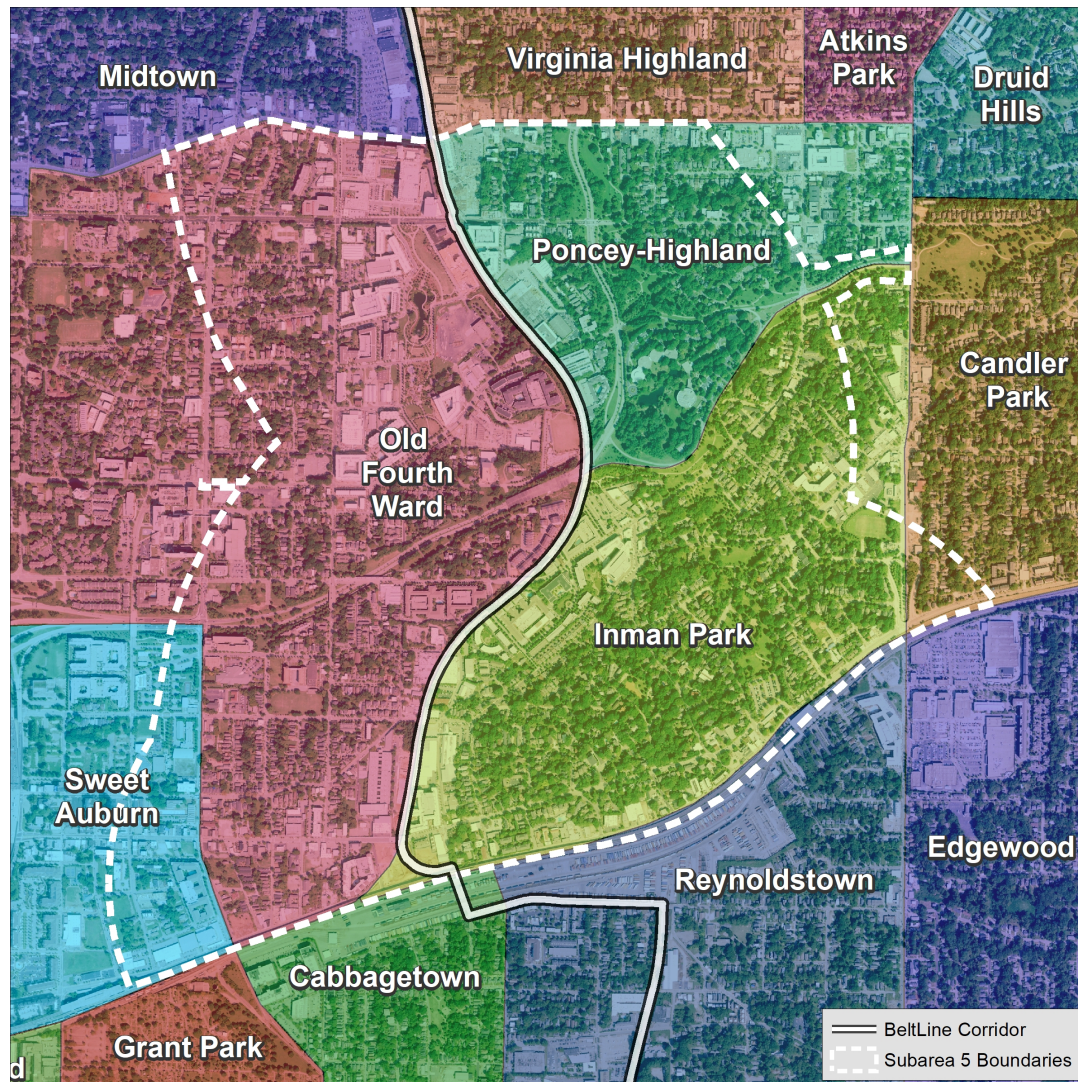 Midtown
Virginia Highland
Atkins
Park
Druid
Hills
Poncey-Highland
Candler
Park
Old
Fourth
Ward
Inman Park
Sweet
Auburn
Edgewood
Reynoldstown
Cabbagetown
Grant Park
d
BeltLine Corridor
Subarea 5 Boundaries